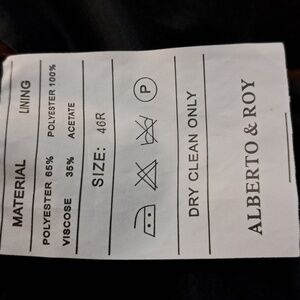 MATERIAL LINING
POLYESTER 65% POLYESTER 100%
VISCOSE 35% ACETATE
SIZE: 46R
P
DRY CLEAN ONLY
ALBERTO & ROY